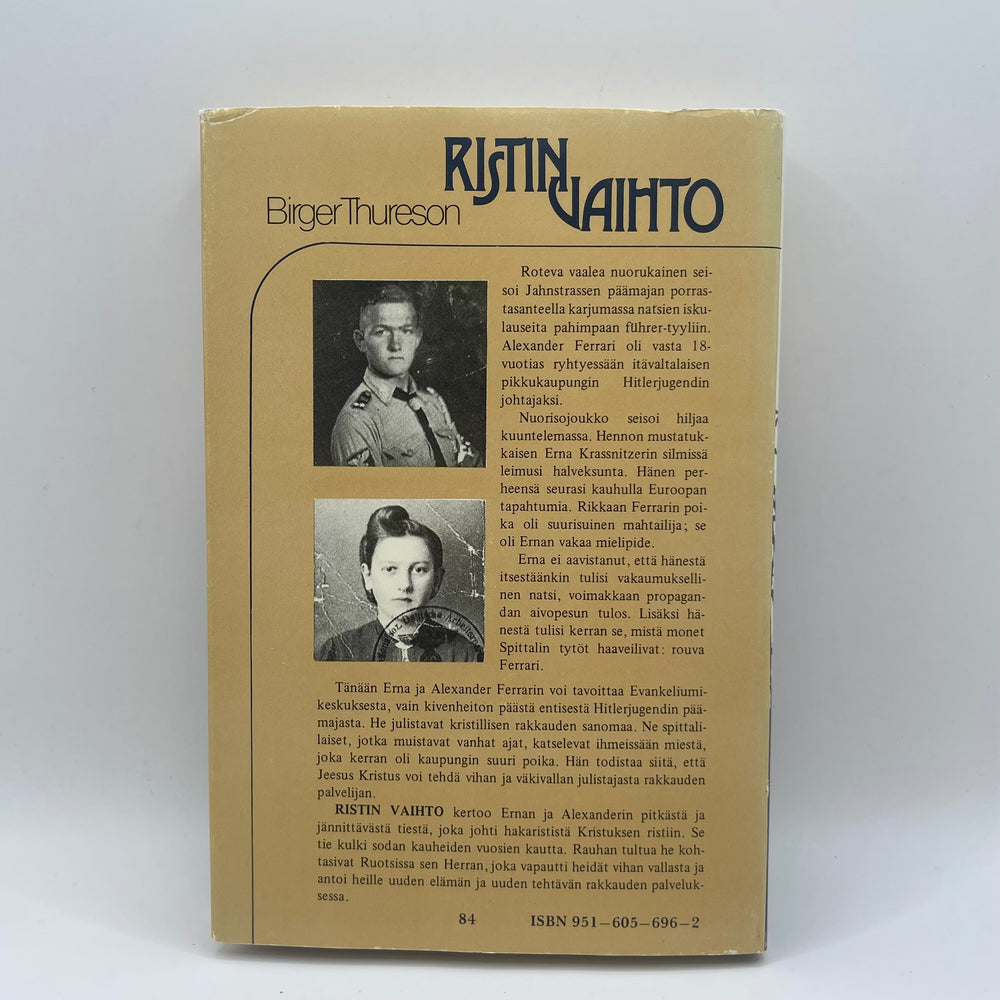 RISTIN
VAIHTO
Birger Thureson
Roteva vaalea nuorukainen sei-
soi Jahnstrassen päämajan porras-
tasanteella karjumassa natsien isku-
lauseita pahimpaan führer-tyyliin.
Alexander Ferrari oli vasta 18-
vuotias ryhtyessään itävaltalaisen
pikkukaupungin Hitlerjugendin
johtajaksi.
Nuorisojoukko seisoi hiljaa
kuuntelemassa. Hennon mustatuk-
kaisen Erna Krassnitzerin silmissä
leimusi halveksunta. Hänen per-
heensä seurasi kauhulla Euroopan
tapahtumia. Rikkaan Ferrarin poi-
ka oli suurisuinen mahtailija; se
oli Ernan vakaa mielipide.
Erna ei aavistanut, että hänestä
itsestäänkin tulisi vakaumukselli-
nen natsi, voimakkaan propagan-
dan aivopesun tulos. Lisäksi hä-
nestä tulisi kerran se, mistä monet
Spittalin tytöt haaveilivat: rouva
Ferrari.
Tänään Erna ja Alexander Ferrarin voi tavoittaa Evankeliumi-
keskuksesta, vain kivenheiton päästä entisestä Hitlerjugendin pää-
majasta. He julistavat kristillisen rakkauden sanomaa. Ne spittali-
laiset, jotka muistavat vanhat ajat, katselevat ihmeissään miestä,
joka kerran oli kaupungin suuri poika. Hän todistaa siitä, että
Jeesus Kristus voi tehdä vihan ja väkivallan julistajasta rakkauden
palvelijan.
RISTIN VAIHTO kertoo Ernan ja Alexanderin pitkästä ja
jännittävästä tiestä, joka johti hakarististä Kristuksen ristiin. Se
tie kulki sodan kauheiden vuosien kautta. Rauhan tultua he koh-
tasivat Ruotsissa sen Herran, joka vapautti heidät vihan vallasta ja
antoi heille uuden elämän ja uuden tehtävän rakkauden palveluk-
sessa.
84 ISBN 951–605–696–2